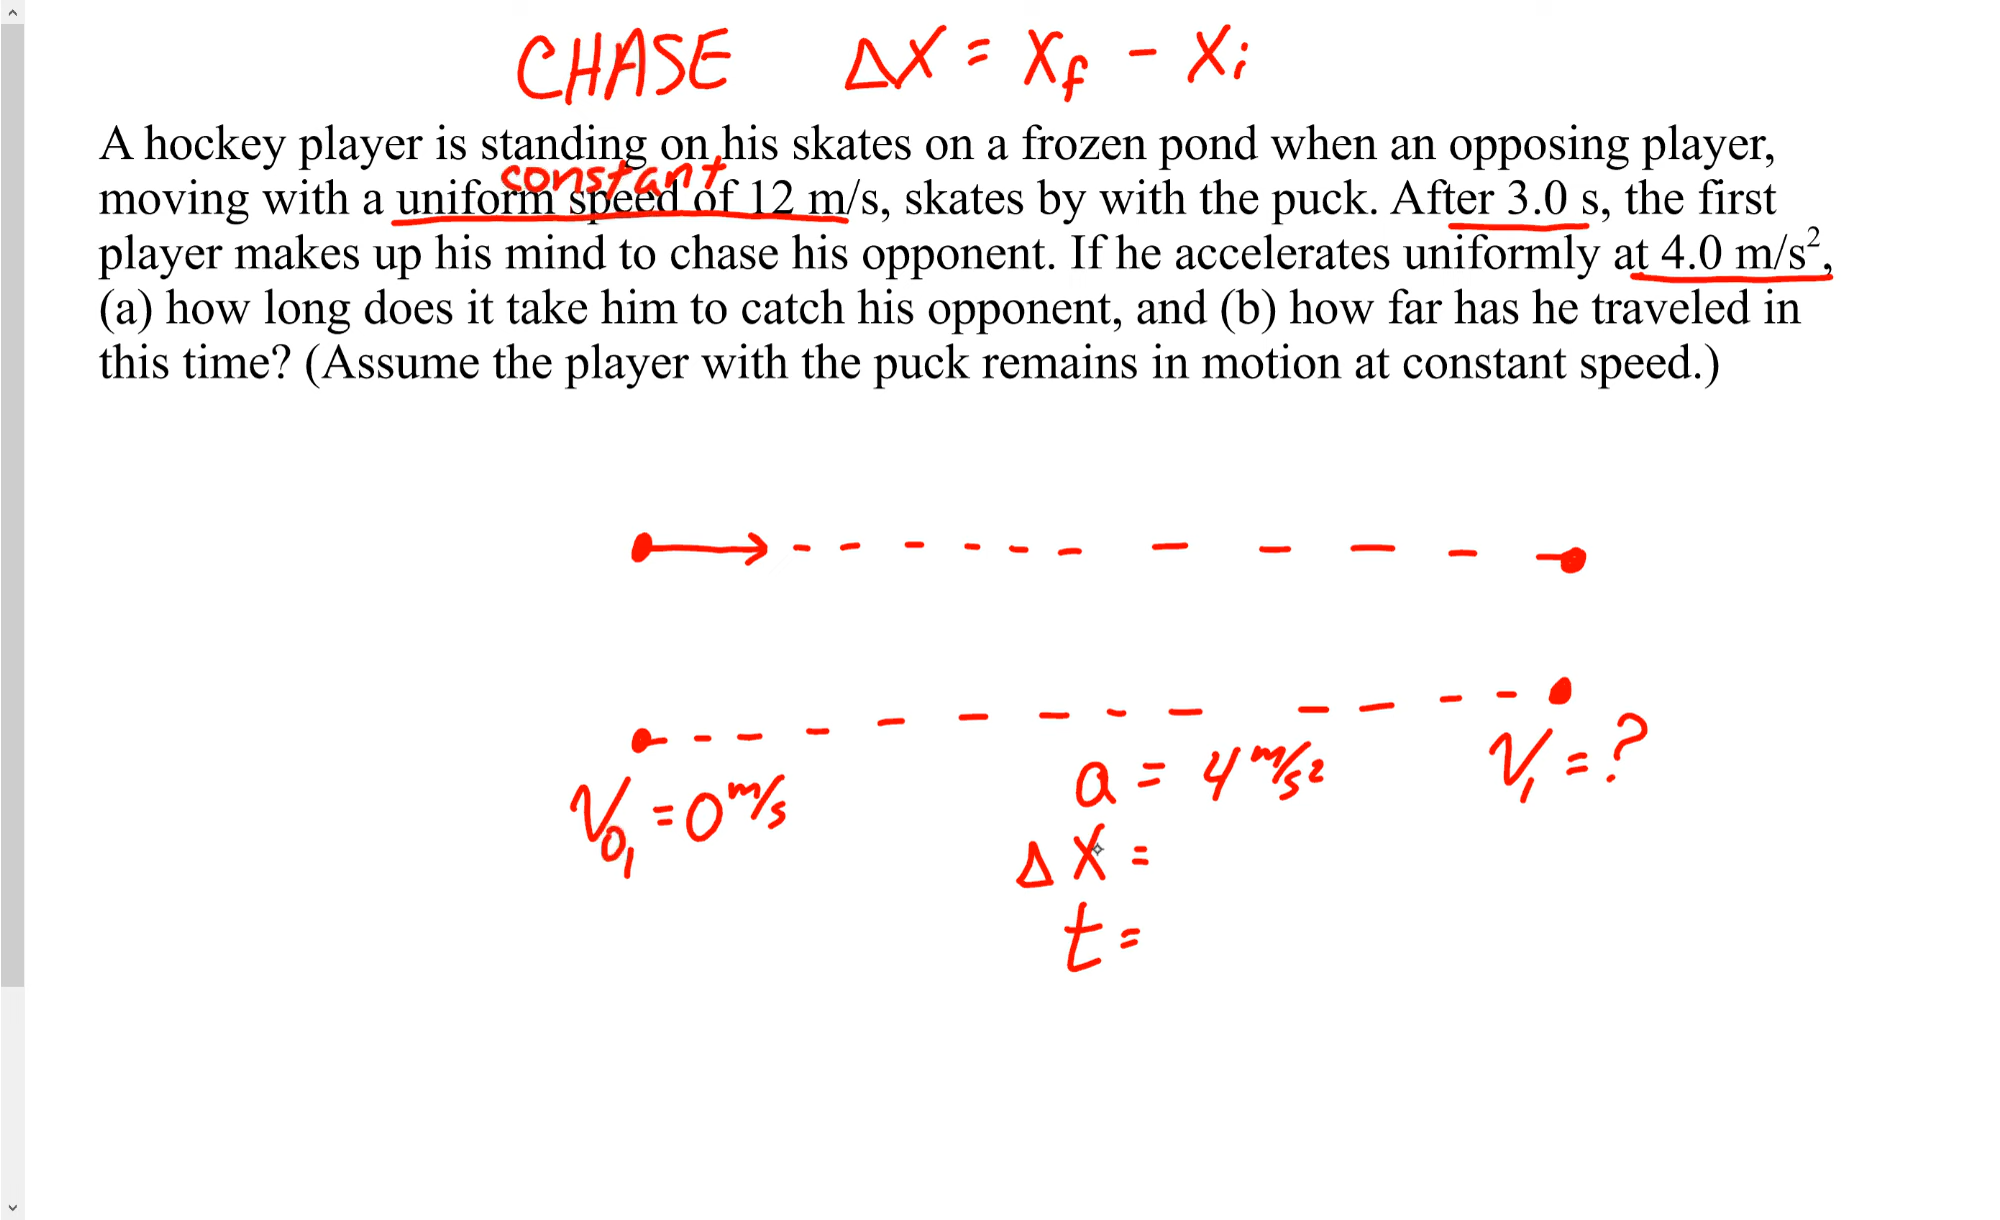 CHASE ΔX = Xf - Xi
A hockey player is standing on his skates on a frozen pond when an opposing player,
constant
moving with a uniform speed of 12 m/s, skates by with the puck. After 3.0 s, the first
player makes up his mind to chase his opponent. If he accelerates uniformly at 4.0 m/s²,
(a) how long does it take him to catch his opponent, and (b) how far has he traveled in
this time? (Assume the player with the puck remains in motion at constant speed.)
V₀₁ = 0 m/s
a = 4 m/s²
V₁ = ?
ΔX =
t =